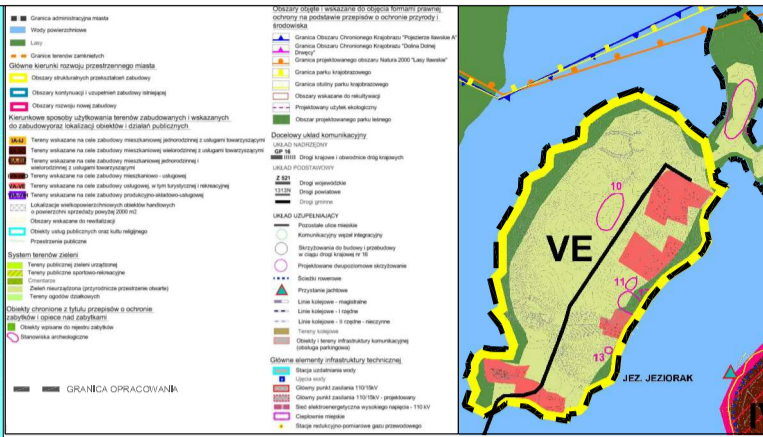 Granica administracyjna miasta
Wody powierzchniowe
Lasy
Granice terenów zamkniętych
Główne kierunki rozwoju przestrzennego miasta
Obszary strukturalnych przekształceń zabudowy
Obszary kontynuacji i uzupełnień zabudowy istniejącej
Obszary rozwoju nowej zabudowy
Kierunkowe sposoby użytkowania terenów zabudowanych i wskazanych
do zabudowyoraz lokalizacji obiektów i działań publicznych
Tereny wskazane na cele zabudowy mieszkaniowej jednorodzinnej z usługami towarzyszącymi
Tereny wskazane na cele zabudowy mieszkaniowej wielorodzinnej z usługami towarzyszącymi
Tereny wskazane na cele zabudowy mieszkaniowej jednorodzinnej i
wielorodzinnej z usługami towarzyszącymi
Tereny wskazane na cele zabudowy mieszkaniowo - usługowej
VA-VE Tereny wskazane na cele zabudowy usługowej, w tym turystycznej i rekreacyjnej
Tereny wskazane na cele zabudowy produkcyjno-składowo-usługowej
Lokalizacje wielkopowierzchniowych obiektów handlowych
o powierzchni sprzedaży powyżej 2000 m2
Obszary wskazane do rewitalizacji
Obiekty usług publicznych oraz kultu religijnego
Przestrzenie publiczne
System terenów zieleni
Tereny publicznej zieleni urządzonej
Tereny publiczne sportowo-rekreacyjne
Cmentarze
Zieleń nieurządzona (przyrodnicze przestrzenie otwarte)
Tereny ogodów działkowych
Obiekty chronione z tytułu przepisów o ochronie
zabytków i opiece nad zabytkami
Obiekty wpisane do rejestru zabytków
Stanowiska archeologiczne
GRANICA OPRACOWANIA
Obszary objęte i wskazane do objęcia formami prawnej
ochrony na podstawie przepisów o ochronie przyrody i
środowiska
Granica Obszaru Chronionego Krajobrazu "Pojezierze Iławskie A"
Granica Obszaru Chronionego Krajobrazu "Dolina Dolnej
Drwęcy"
Granica projektowanego obszaru Natura 2000 "Lasy Iławskie"
Granica parku krajobrazowego
Granica otuliny parku krajobrazowego
Obszary wskazane do rekultywacji
Projektowany użytek ekologiczny
Obszar projektowanego parku leśnego
Docelowy układ komunikacyjny
UKŁAD NADRZĘDNY
GP 16
Drogi krajowe i obwodnice dróg krajowych
UKŁAD PODSTAWOWY
Z 521
Drogi wojewódzkie
1313N Drogi powiatowe
Drogi gminne
UKŁAD UZUPEŁNIAJĄCY
Pozostałe ulice miejskie
Komunikacyjny węzeł integracyjny
Skrzyżowania do budowy i przebudowy
w ciągu drogi krajowej nr 16
Projektowane dwupoziomowe skrzyżowanie
Ścieżki rowerowe
Przystanie jachtowe
Linie kolejowe - magistralne
Linie kolejowe - I rzędne
Linie kolejowe - II rzędne - nieczynne
Tereny kolejowe
Obiekty i tereny infrastruktury komunikacyjnej
(obsługa parkingowa)
Główne elementy infrastruktury technicznej
Stacja uzdatniania wody
Ujęcia wody
Główny punkt zasilania 110/15kV
Główny punkt zasilania 110/15kV - projektowany
Sieć elektroenergetyczna wysokiego napięcia - 110 kV
Ciepłownie miejskie
Stacje redukcyjno-pomiarowe gazu przewodowego
10
VE
11
13
JEZ. JEZIORAK